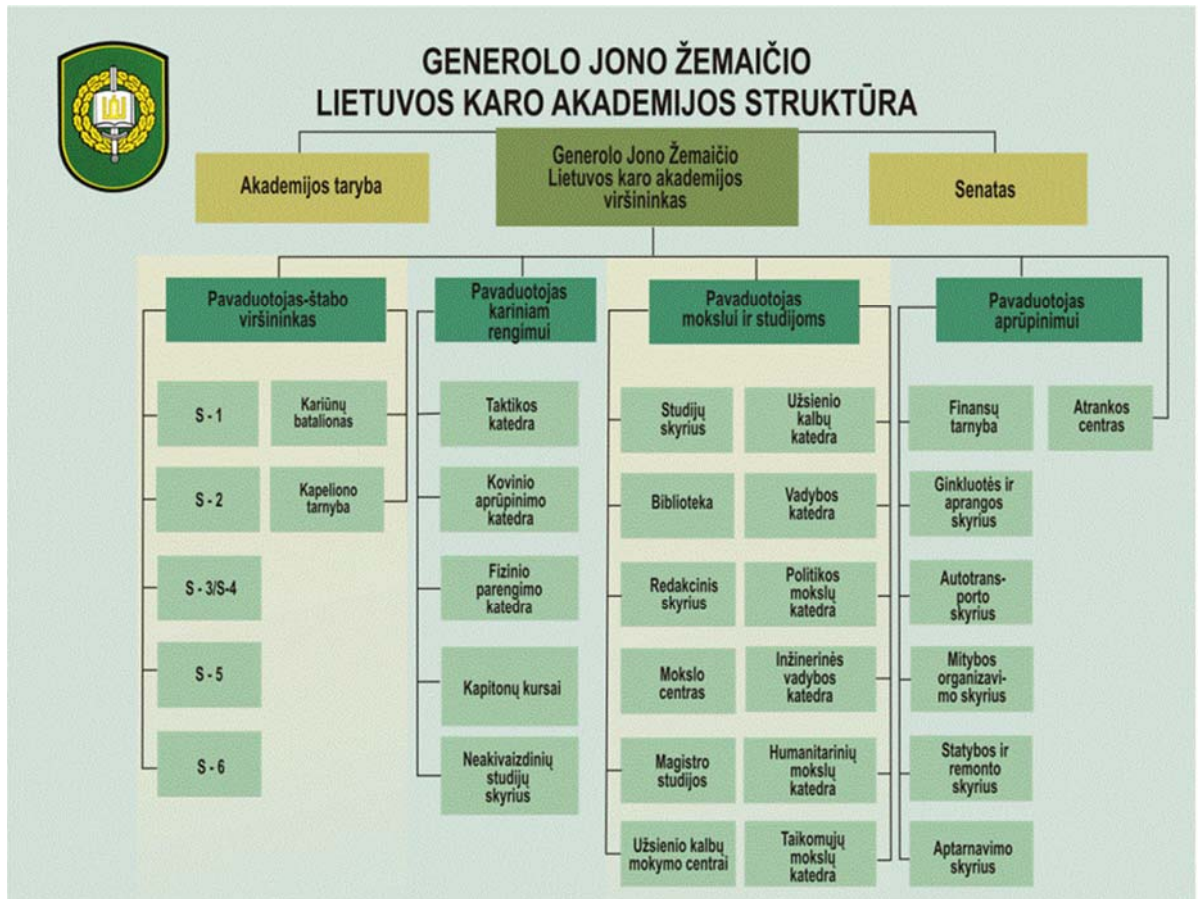 GENEROLO JONO ŽEMAIČIO
LIETUVOS KARO AKADEMIJOS STRUKTŪRA
Akademijos taryba
Generolo Jono Žemaičio
Lietuvos karo akademijos
viršininkas
Senatas
Pavaduotojas-štabo
viršininkas
S - 1
S - 2
S - 3/S-4
S - 5
S - 6
Kariūnų
batalionas
Kapeliono
tarnyba
Pavaduotojas
kariniam
rengimui
Taktikos
katedra
Kovinio
aprūpinimo
katedra
Fizinio
parengimo
katedra
Kapitonų kursai
Neakivaizdinių
studijų
skyrius
Pavaduotojas
mokslui ir studijoms
Studijų
skyrius
Biblioteka
Redakcinis
skyrius
Mokslo
centras
Magistro
studijos
Užsienio kalbų
mokymo centrai
Užsienio
kalbų
katedra
Vadybos
katedra
Politikos
mokslų
katedra
Inžinerinės
vadybos
katedra
Humanitarinių
mokslų
katedra
Taikomųjų
mokslų
katedra
Pavaduotojas
aprūpinimui
Finansų
tarnyba
Ginkluotės ir
aprangos
skyrius
Autotrans-
porto
skyrius
Mitybos
organizavi-
mo skyrius
Statybos ir
remonto
skyrius
Aptarnavimo
skyrius
Atrankos
centras